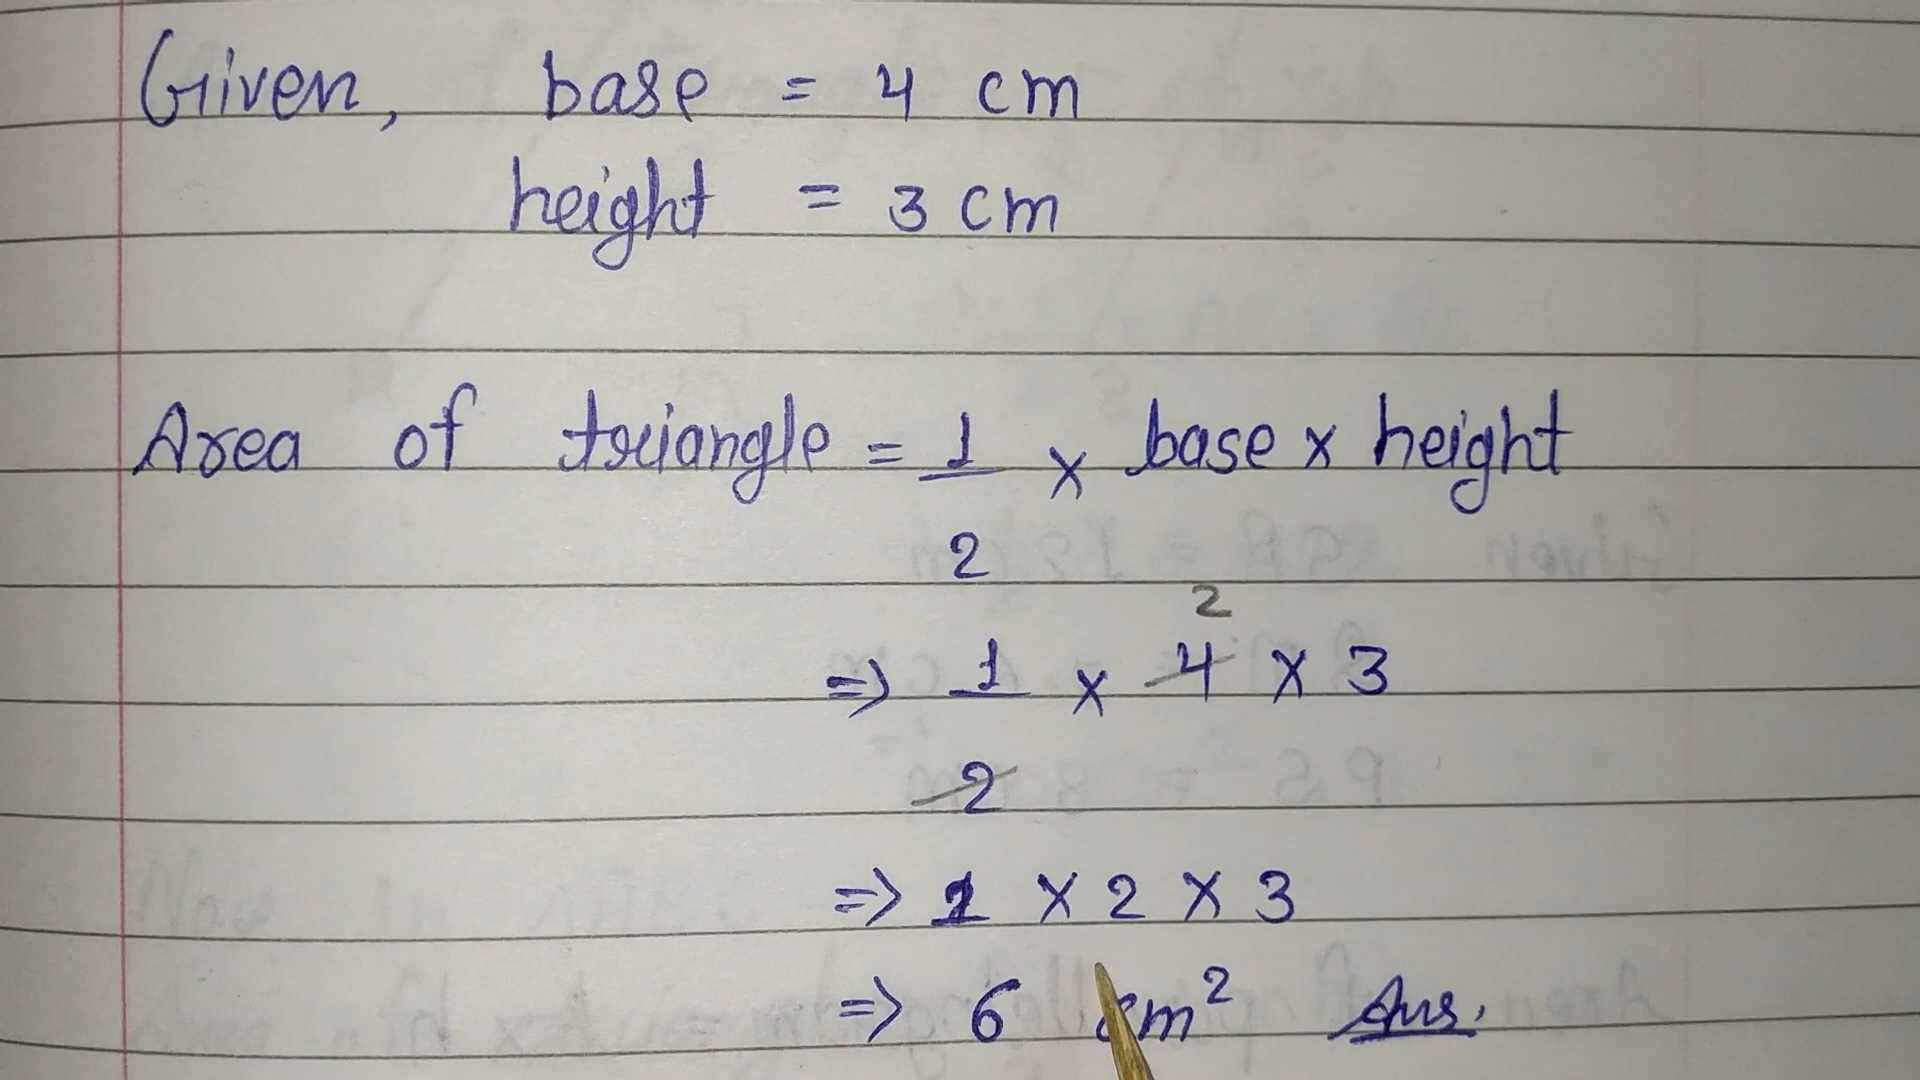 Given, base = 4 cm
height = 3 cm
Area of triangle = 1/2 × base × height
2
=> 1/2 × 4 × 3
=> 1 × 2 × 3
=> 6 cm² Ans.